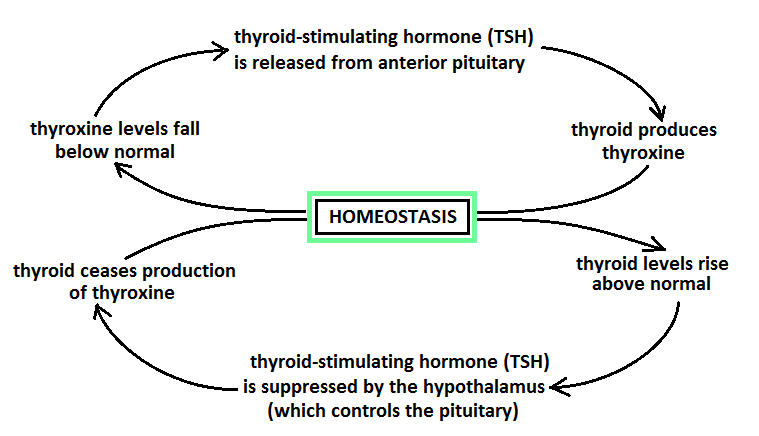 thyroid-stimulating hormone (TSH)
is released from anterior pituitary
thyroxine levels fall
below normal
thyroid produces
thyroxine
HOMEOSTASIS
thyroid ceases production
of thyroxine
thyroid levels rise
above normal
thyroid-stimulating hormone (TSH)
is suppressed by the hypothalamus
(which controls the pituitary)